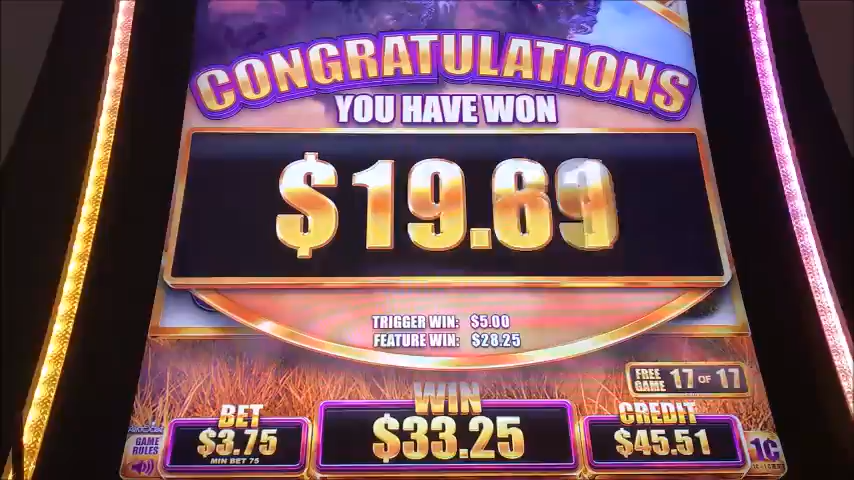 CONGRATULATIONS
YOU HAVE WON
$19.69
TRIGGER WIN: $5.00
FEATURE WIN: $28.25
FREE GAME 17 OF 17
BET
$3.75
MIN BET 75
WIN
$33.25
CREDIT
$45.51
GAME RULES
1C